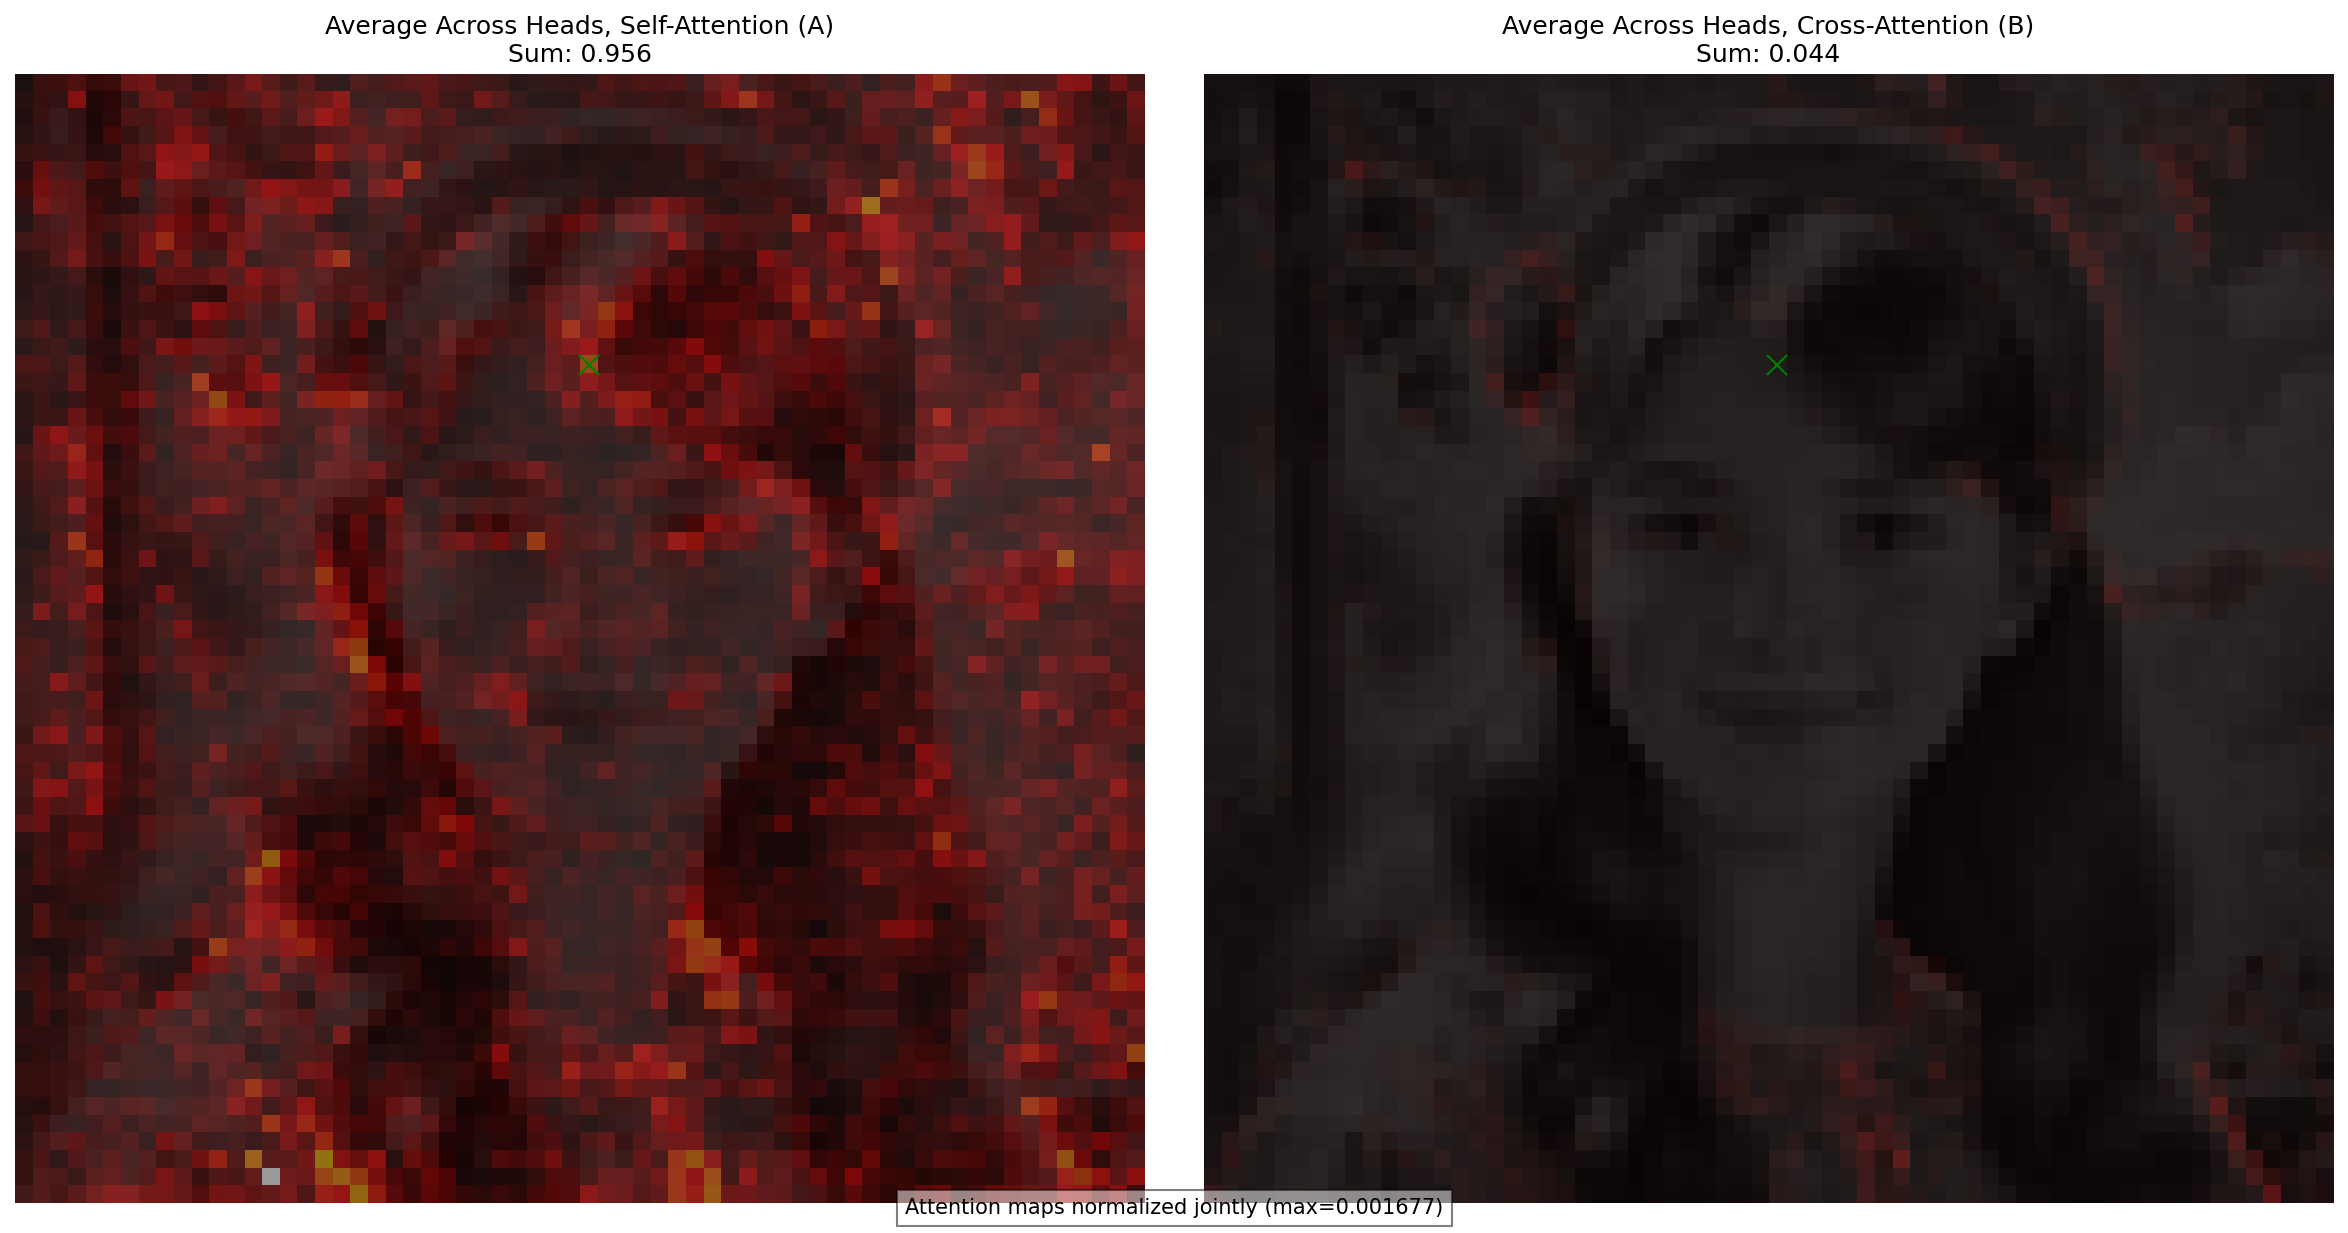 Average Across Heads, Self-Attention (A)
Sum: 0.956
Average Across Heads, Cross-Attention (B)
Sum: 0.044
Attention maps normalized jointly (max=0.001677)